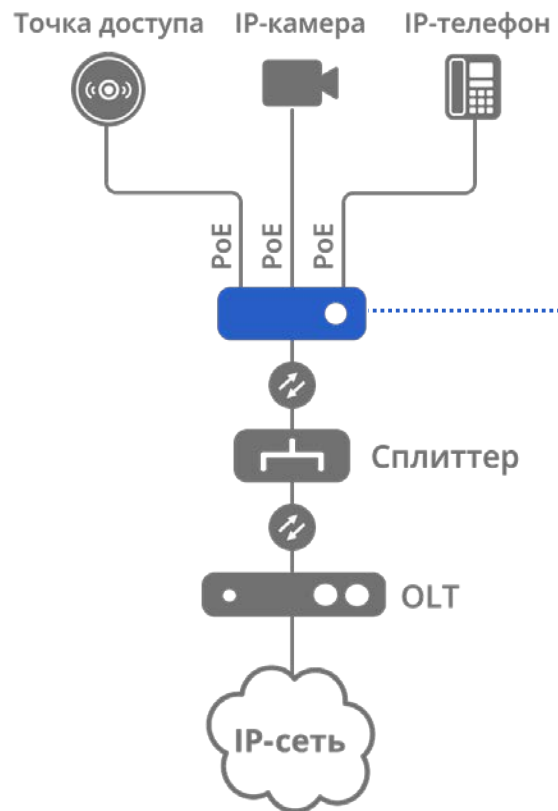 Точка доступа
IP-камера
IP-телефон
PoE
PoE
PoE
Сплиттер
OLT
IP-сеть